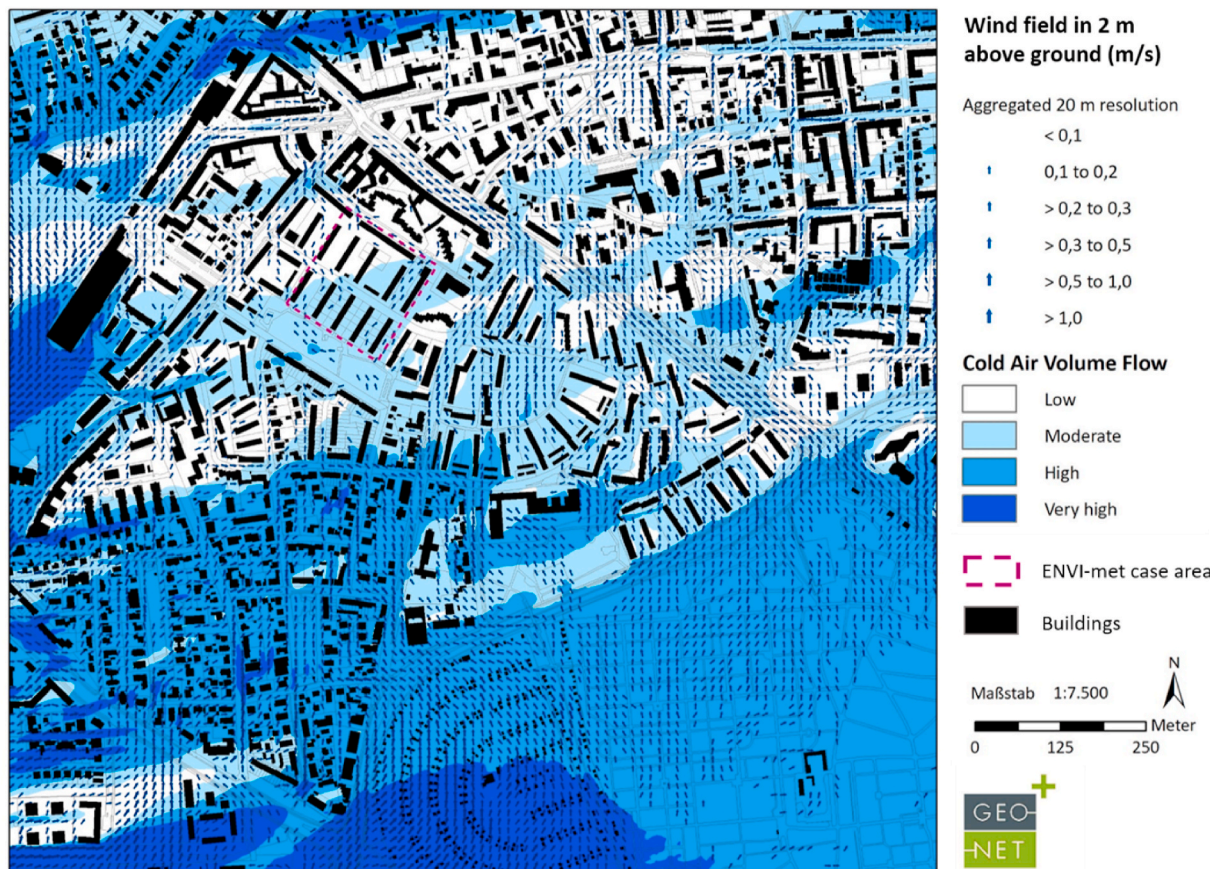 Wind field in 2 m
above ground (m/s)
Aggregated 20 m resolution
< 0,1
0,1 to 0,2
> 0,2 to 0,3
> 0,3 to 0,5
> 0,5 to 1,0
> 1,0
Cold Air Volume Flow
Low
Moderate
High
Very high
ENVI-met case area
Buildings
N
Maßstab 1:7.500
Meter
0 125 250
GEO
NET